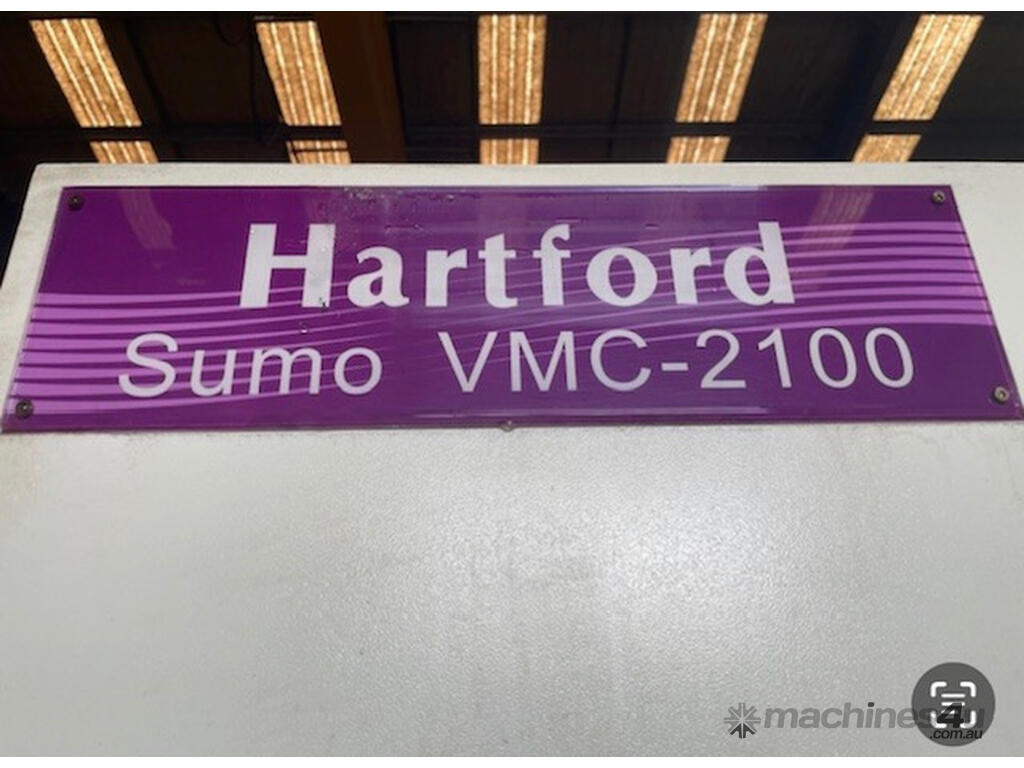 Hartford
Sumo VMC-2100
machines4u
.com.au